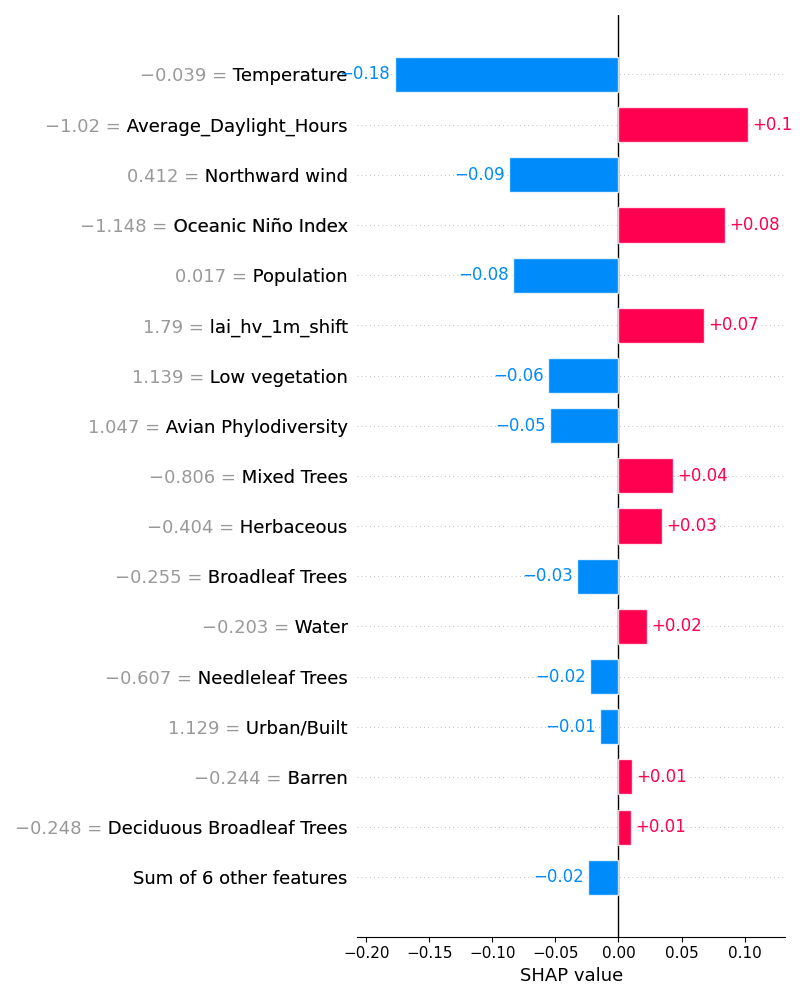 −0.039 = Temperature −0.18
−1.02 = Average_Daylight_Hours +0.1
0.412 = Northward wind −0.09
−1.148 = Oceanic Niño Index +0.08
0.017 = Population −0.08
1.79 = lai_hv_1m_shift +0.07
1.139 = Low vegetation −0.06
1.047 = Avian Phylodiversity −0.05
−0.806 = Mixed Trees +0.04
−0.404 = Herbaceous +0.03
−0.255 = Broadleaf Trees −0.03
−0.203 = Water +0.02
−0.607 = Needleleaf Trees −0.02
1.129 = Urban/Built −0.01
−0.244 = Barren +0.01
−0.248 = Deciduous Broadleaf Trees +0.01
Sum of 6 other features −0.02
−0.20 −0.15 −0.10 −0.05 0.00 0.05 0.10
SHAP value